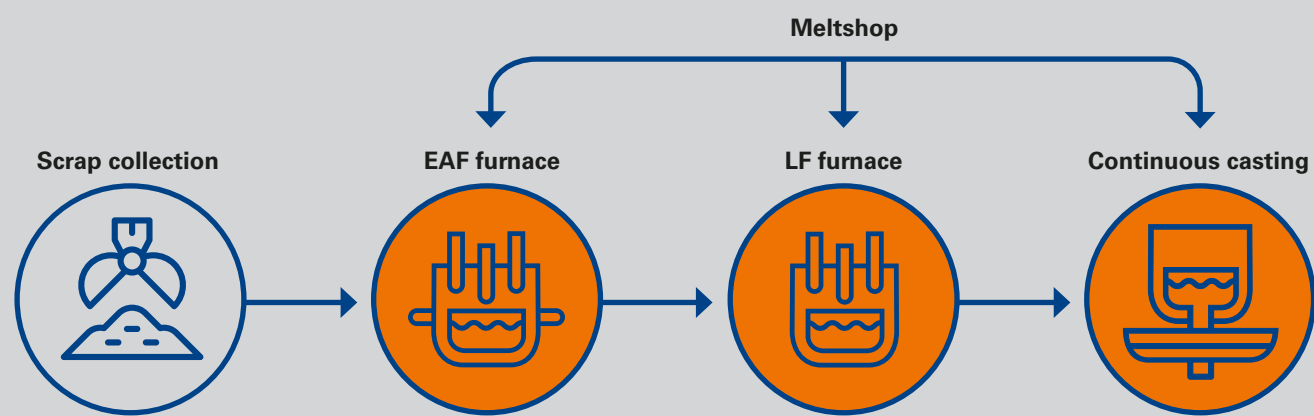 Meltshop
Scrap collection
EAF furnace
LF furnace
Continuous casting